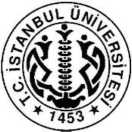 T.C. İSTANBUL ÜNİVERSİTESİ
1453